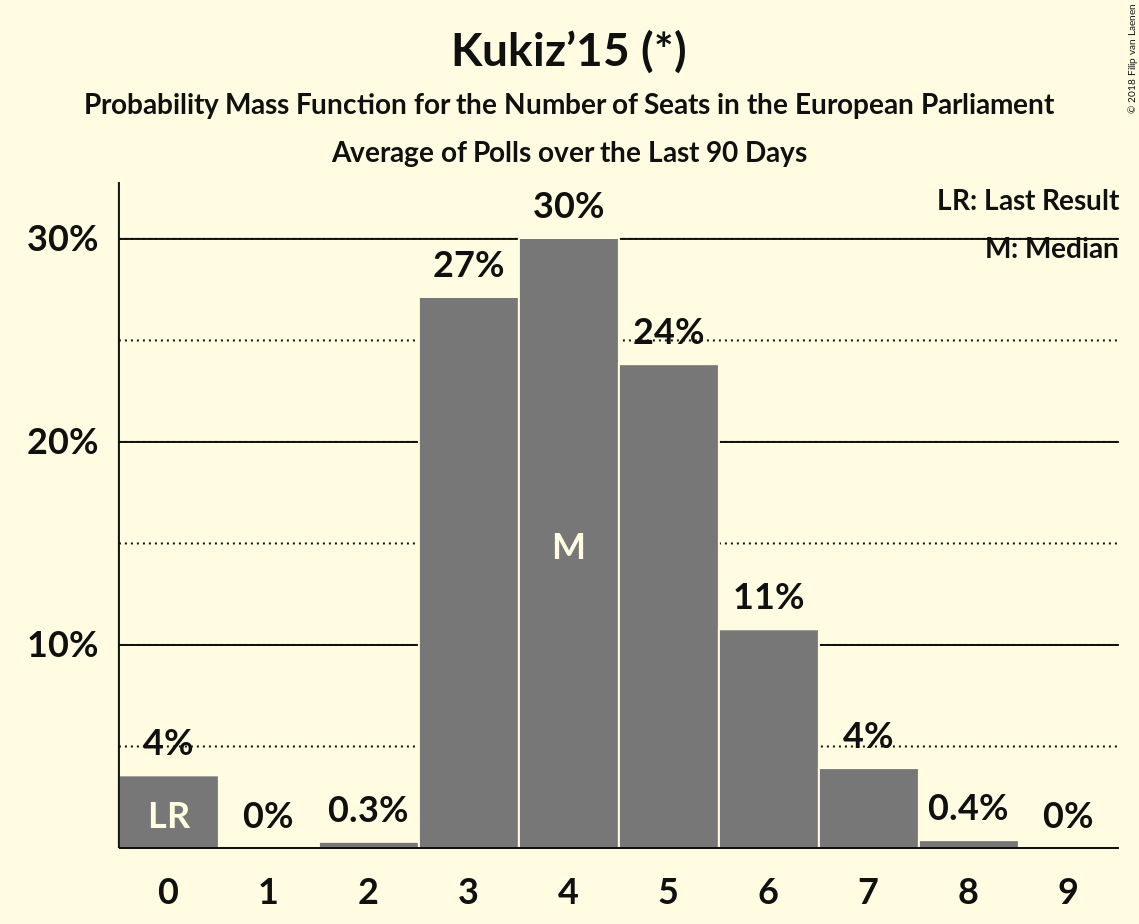 © 2018 Filip van Laenen
Kukiz’15 (*)
Probability Mass Function for the Number of Seats in the European Parliament
Average of Polls over the Last 90 Days
LR: Last Result
M: Median
30%
20%
10%
4%
0%
0.3%
27%
30%
24%
11%
4%
0.4%
0%
LR
M
0 1 2 3 4 5 6 7 8 9